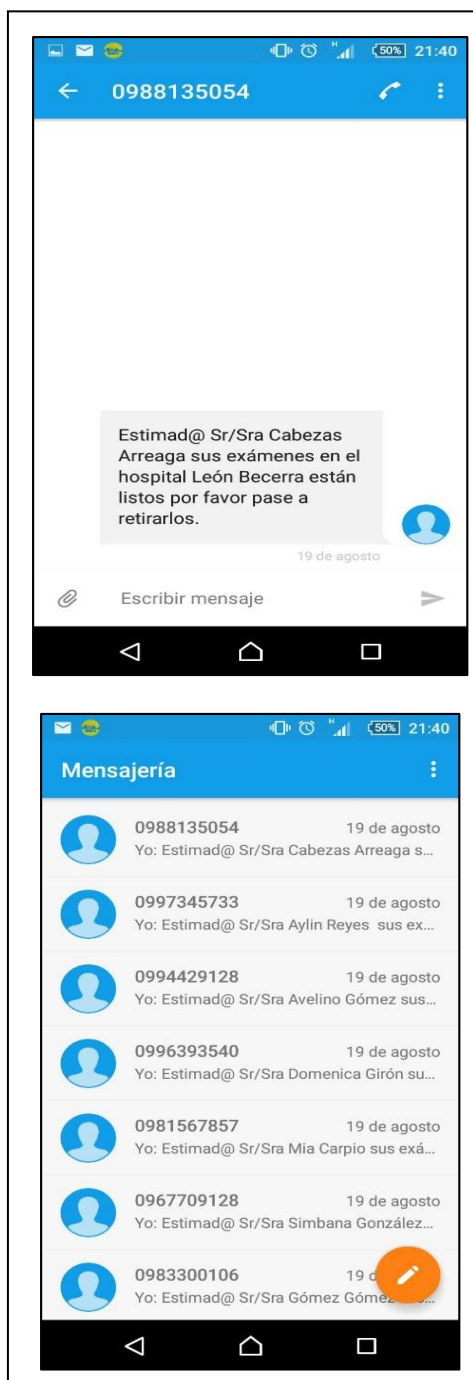 50% 21:40
0988135054
Estimad@ Sr/Sra Cabezas
Arreaga sus exámenes en el
hospital León Becerra están
listos por favor pase a
retirarlos.
19 de agosto
Escribir mensaje
50% 21:40
Mensajería
0988135054 19 de agosto
Yo: Estimad@ Sr/Sra Cabezas Arreaga s...
0997345733 19 de agosto
Yo: Estimad@ Sr/Sra Aylin Reyes sus ex...
0994429128 19 de agosto
Yo: Estimad@ Sr/Sra Avelino Gómez sus...
0996393540 19 de agosto
Yo: Estimad@ Sr/Sra Domenica Girón su...
0981567857 19 de agosto
Yo: Estimad@ Sr/Sra Mia Carpio sus exá...
0967709128 19 de agosto
Yo: Estimad@ Sr/Sra Simbana González...
0983300106 19
Yo: Estimad@ Sr/Sra Gómez